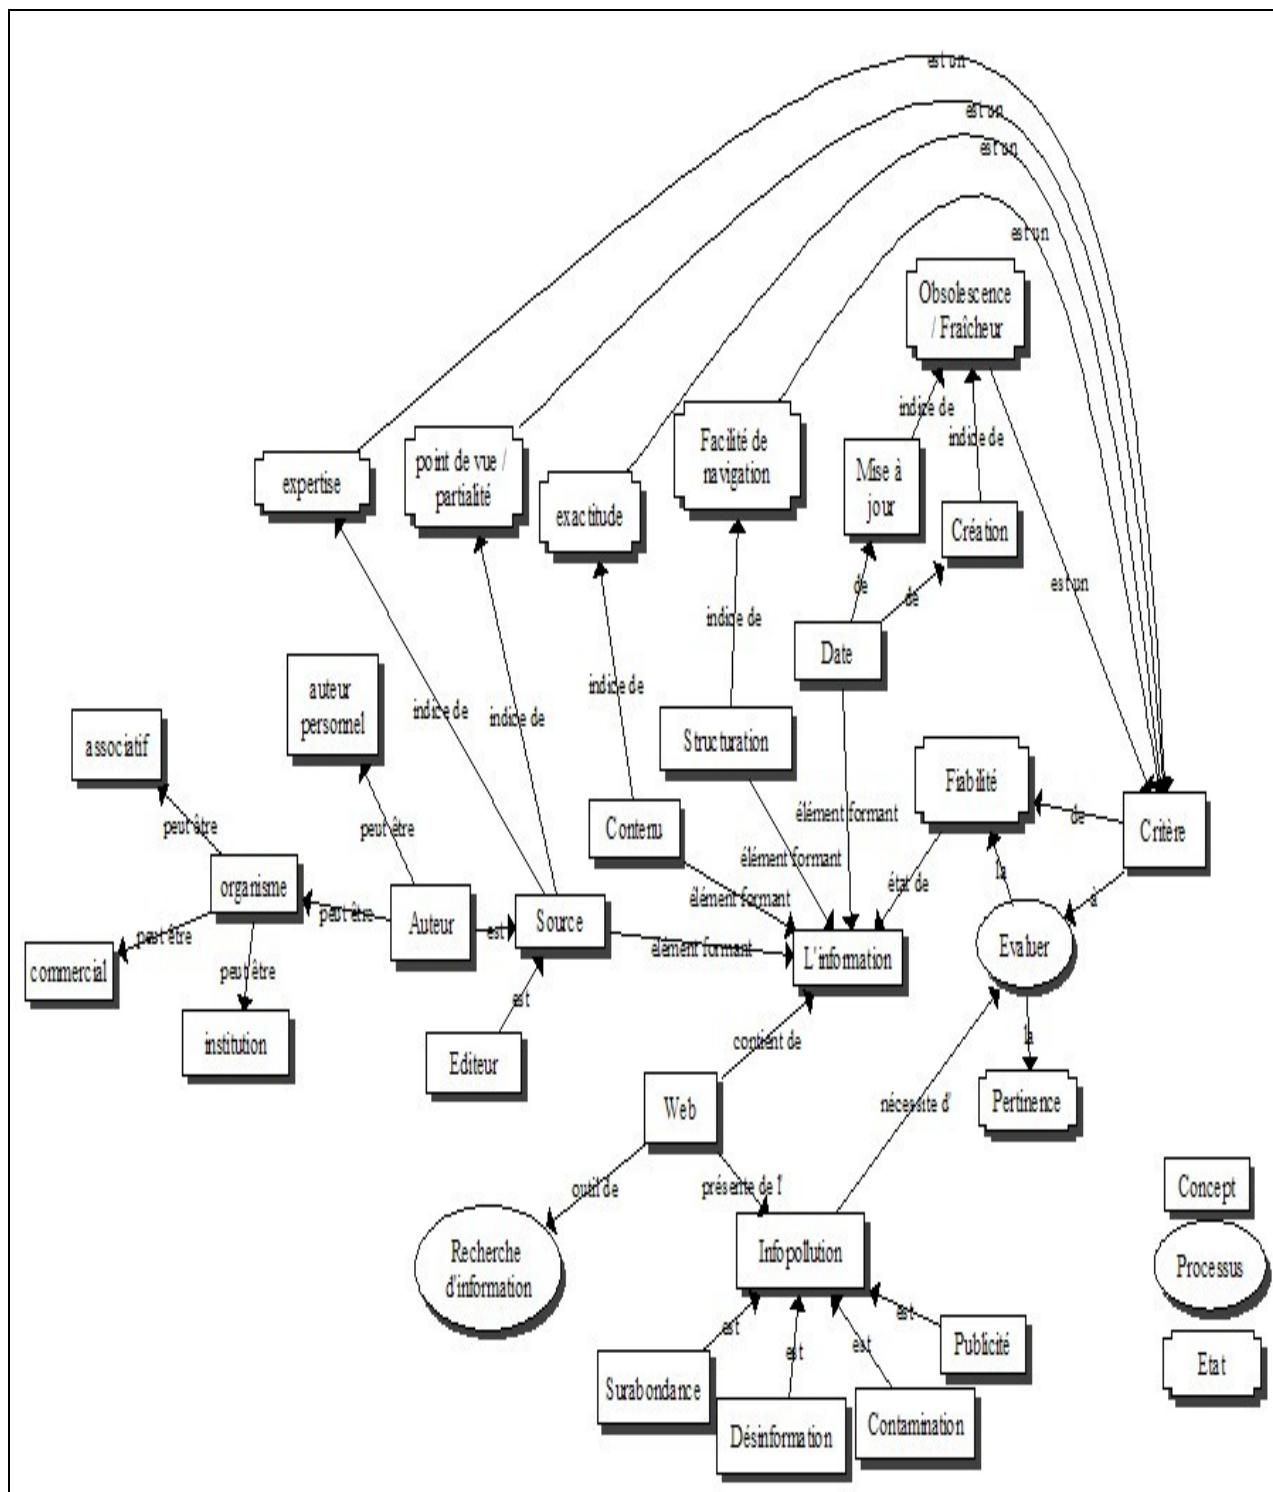 est un
est un
est un
est un
Obsolescence
/ Fraîcheur
indice de
indice de
Facilité de
navigation
point de vue /
partialité
expertise
exactitude
Mise à
jour
Création
est un
de
de
indice de
Date
indice de
indice de
indice de
auteur
personnel
associatif
Structuration
Fiabilité
élément formant
Contenu
Critère
de
peut être
peut être
élément formant
la
état de
organisme
peut être
Auteur
est
Source
élément formant
à
peut être
élément formant
L'information
Evaluer
commercial
peut être
est
institution
Editeur
contient de
la
Web
nécessite d'
Pertinence
outil de
présente de l'
Concept
Recherche
d'information
Infopollution
Processus
est
est
est
est
Publicité
Surabondance
Désinformation
Contamination
Etat